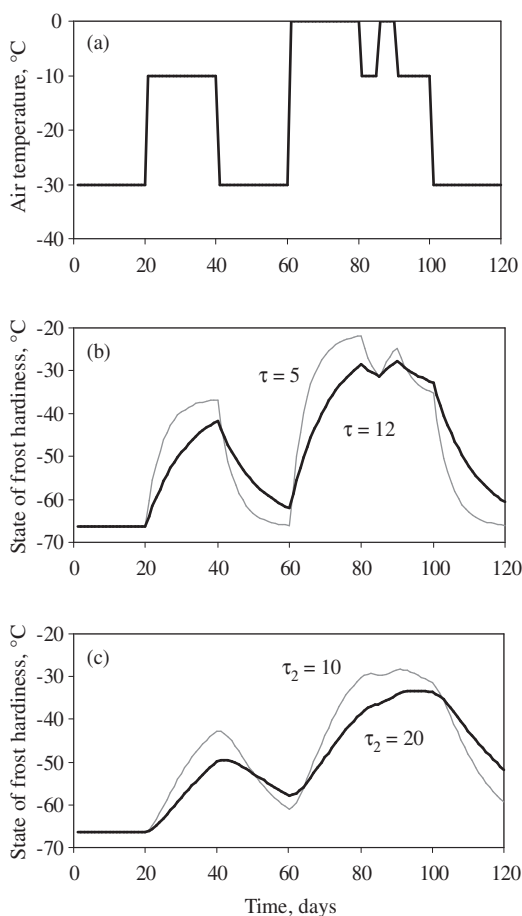 (a)
Air temperature, °C
0
-10
-20
-30
-40
0 20 40 60 80 100 120
(b)
State of frost hardiness, °C
-20
-30
-40
-50
-60
-70
τ = 5
τ = 12
0 20 40 60 80 100 120
(c)
State of frost hardiness, °C
-20
-30
-40
-50
-60
-70
τ₂ = 10
τ₂ = 20
0 20 40 60 80 100 120
Time, days